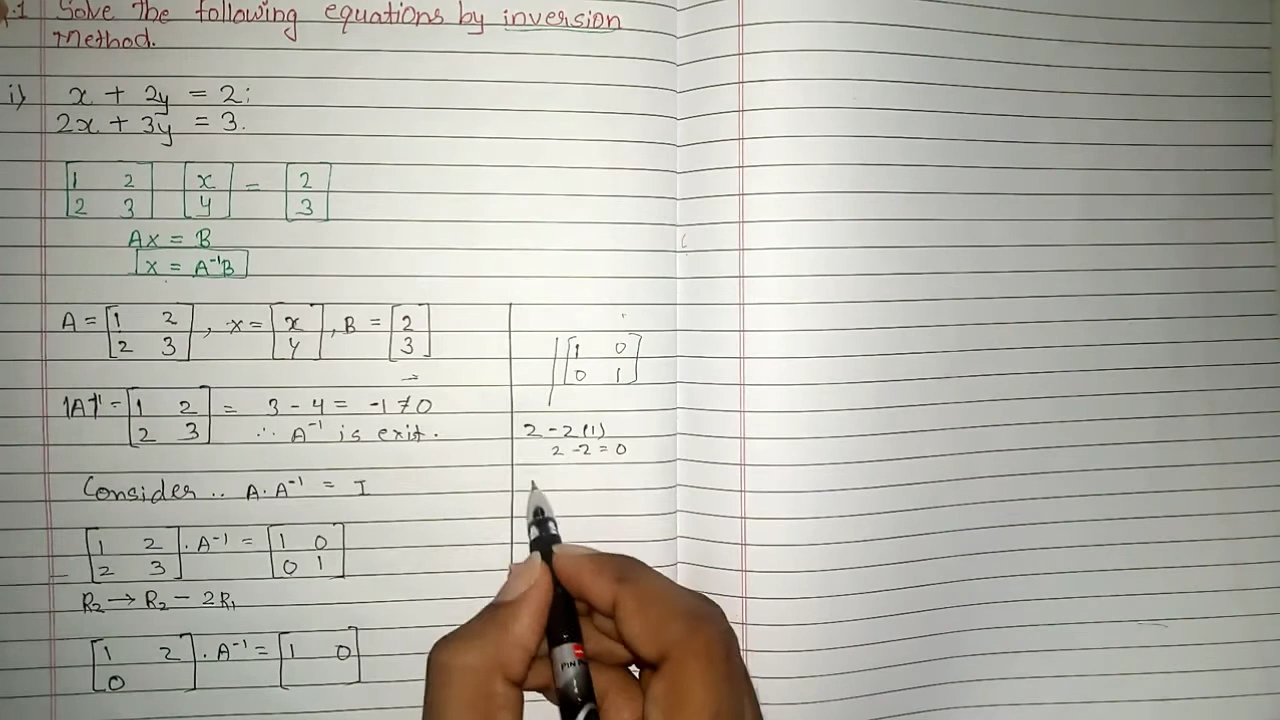 .1 Solve the following equations by inversion
Method.
i) x + 2y = 2;
2x + 3y = 3.
[1 2] [x] = [2]
[2 3] [y] [3]
AX = B
X = A⁻¹B
A = [1 2], X = [x], B = [2]
[2 3] [y] [3]
[1 0]
[0 1]
|A| = [1 2] = 3 - 4 = -1 ≠ 0
[2 3] ∴ A⁻¹ is exit.
2 - 2(1)
2 - 2 = 0
Consider .. A.A⁻¹ = I
[1 2] . A⁻¹ = [1 0]
[2 3] [0 1]
R₂ → R₂ - 2R₁
[1 2] . A⁻¹ = [1 0]
[0
PIN